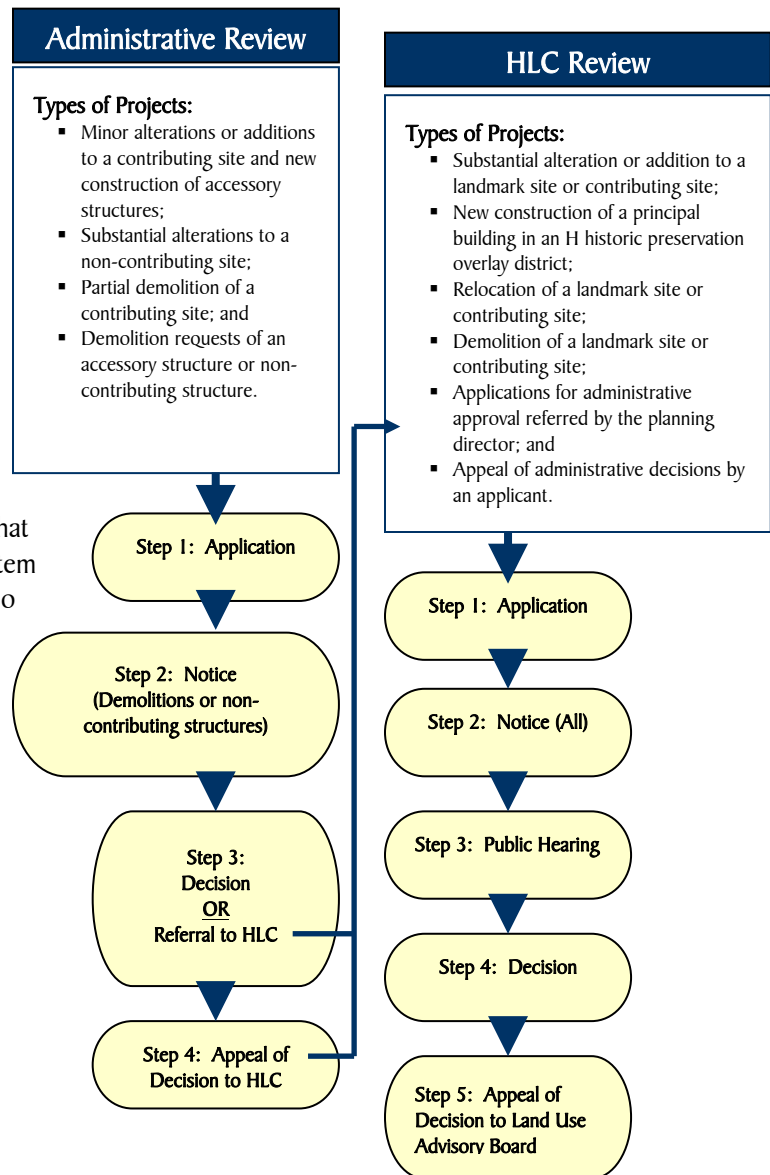 Administrative Review
Types of Projects:
▪ Minor alterations or additions
to a contributing site and new
construction of accessory
structures;
▪ Substantial alterations to a
non-contributing site;
▪ Partial demolition of a
contributing site; and
▪ Demolition requests of an
accessory structure or non-
contributing structure.
Step 1: Application
Step 2: Notice
(Demolitions or non-
contributing structures)
Step 3:
Decision
OR
Referral to HLC
Step 4: Appeal of
Decision to HLC
HLC Review
Types of Projects:
▪ Substantial alteration or addition to a
landmark site or contributing site;
▪ New construction of a principal
building in an H historic preservation
overlay district;
▪ Relocation of a landmark site or
contributing site;
▪ Demolition of a landmark site or
contributing site;
▪ Applications for administrative
approval referred by the planning
director; and
▪ Appeal of administrative decisions by
an applicant.
Step 1: Application
Step 2: Notice (All)
Step 3: Public Hearing
Step 4: Decision
Step 5: Appeal of
Decision to Land Use
Advisory Board